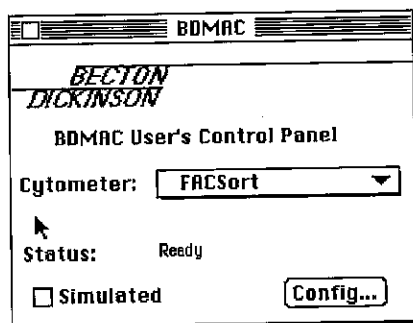 BDMAC
BECTON
DICKINSON
BDMAC User's Control Panel
Cytometer: FACSort
Status: Ready
Simulated Config...